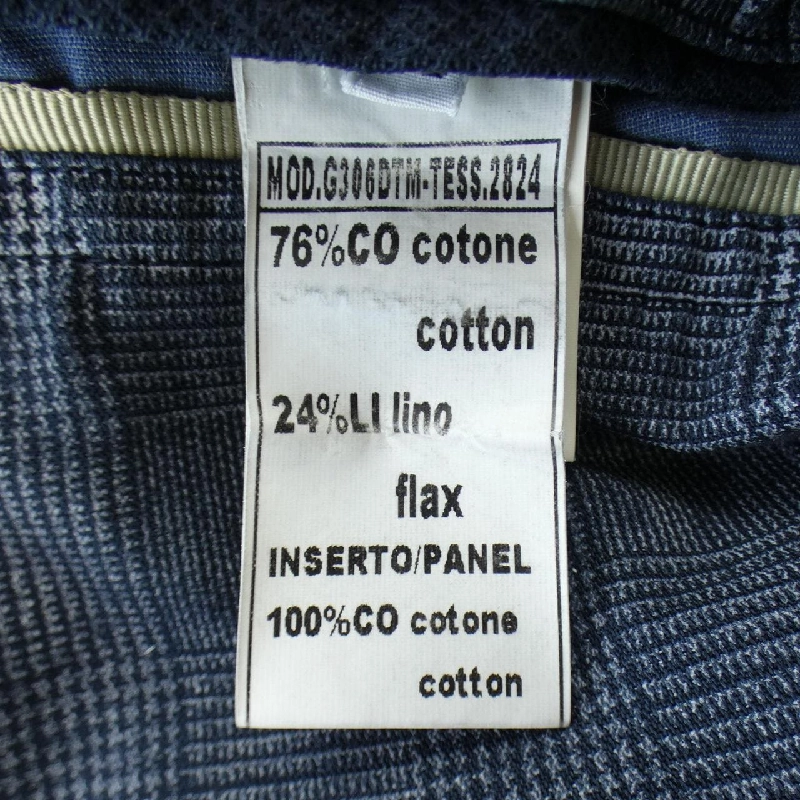 MOD.G306DTM-TESS.2824
76%CO cotone
cotton
24%LI lino
flax
INSERTO/PANEL
100%CO cotone
cotton